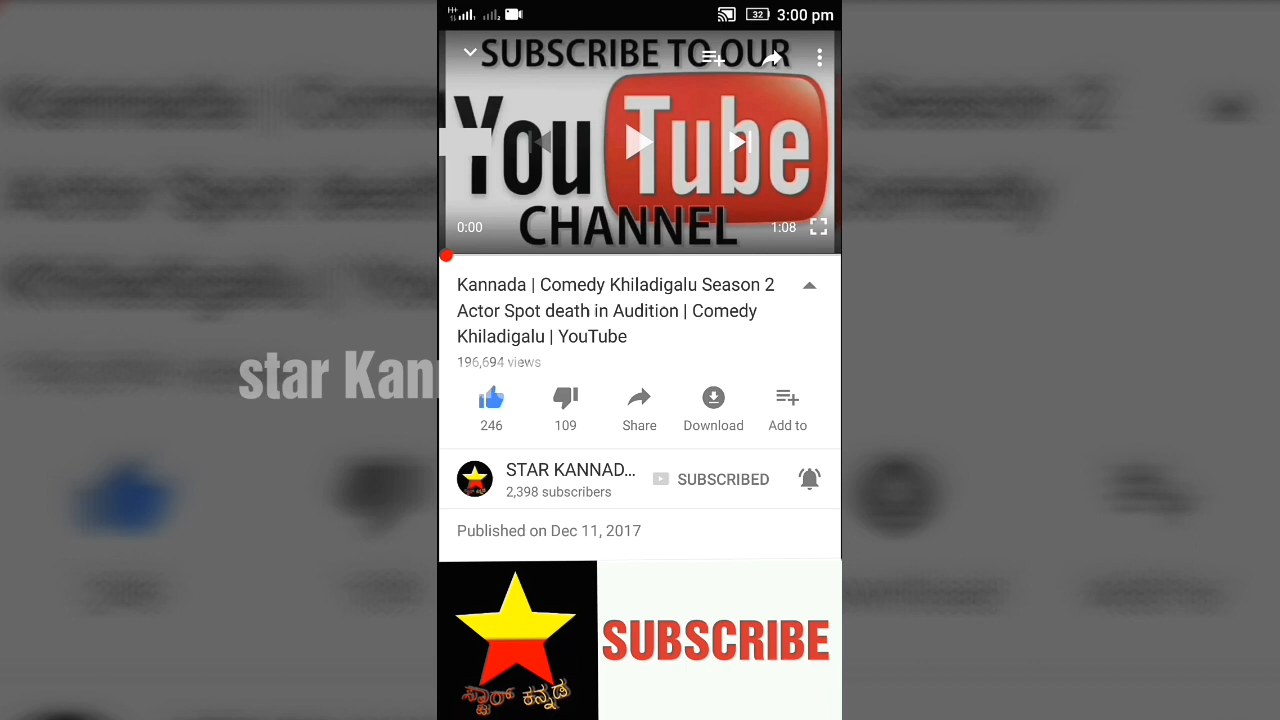 H+
32
3:00 pm
SUBSCRIBE TO OUR
YouTube
CHANNEL
0:00
1:08
Kannada | Comedy Khiladigalu Season 2
Actor Spot death in Audition | Comedy
Khiladigalu | YouTube
196,694 views
star Kan
246
109
Share
Download
Add to
STAR KANNAD...
SUBSCRIBED
2,398 subscribers
Published on Dec 11, 2017
SUBSCRIBE
ಸ್ಟಾರ್ ಕನ್ನಡ